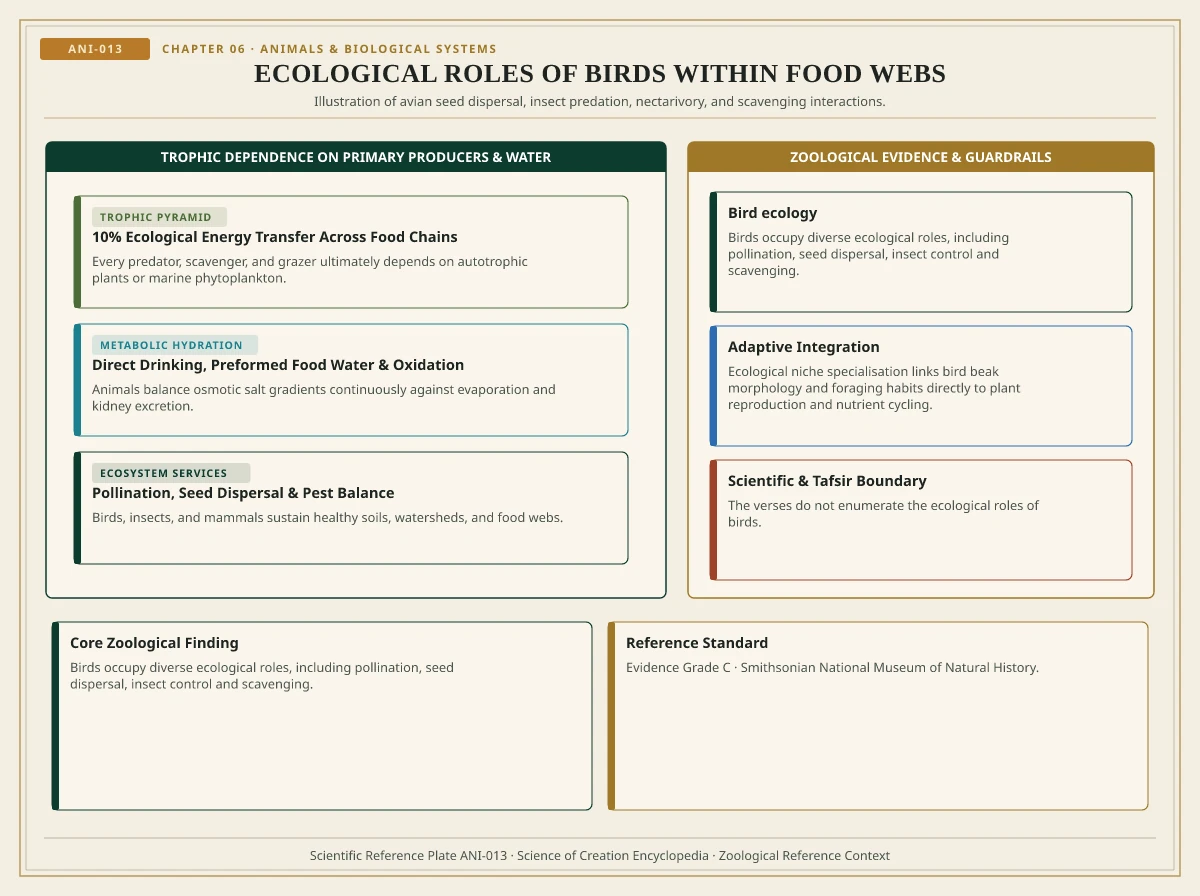 ANI-013
CHAPTER 06 · ANIMALS & BIOLOGICAL SYSTEMS
ECOLOGICAL ROLES OF BIRDS WITHIN FOOD WEBS
Illustration of avian seed dispersal, insect predation, nectarivory, and scavenging interactions.
TROPHIC DEPENDENCE ON PRIMARY PRODUCERS & WATER
TROPHIC PYRAMID
10% Ecological Energy Transfer Across Food Chains
Every predator, scavenger, and grazer ultimately depends on autotrophic
plants or marine phytoplankton.
METABOLIC HYDRATION
Direct Drinking, Preformed Food Water & Oxidation
Animals balance osmotic salt gradients continuously against evaporation and
kidney excretion.
ECOSYSTEM SERVICES
Pollination, Seed Dispersal & Pest Balance
Birds, insects, and mammals sustain healthy soils, watersheds, and food webs.
ZOOLOGICAL EVIDENCE & GUARDRAILS
Bird ecology
Birds occupy diverse ecological roles, including
pollination, seed dispersal, insect control and
scavenging.
Adaptive Integration
Ecological niche specialisation links bird beak
morphology and foraging habits directly to plant
reproduction and nutrient cycling.
Scientific & Tafsir Boundary
The verses do not enumerate the ecological roles of
birds.
Core Zoological Finding
Birds occupy diverse ecological roles, including pollination, seed
dispersal, insect control and scavenging.
Reference Standard
Evidence Grade C · Smithsonian National Museum of Natural History.
Scientific Reference Plate ANI-013 · Science of Creation Encyclopedia · Zoological Reference Context